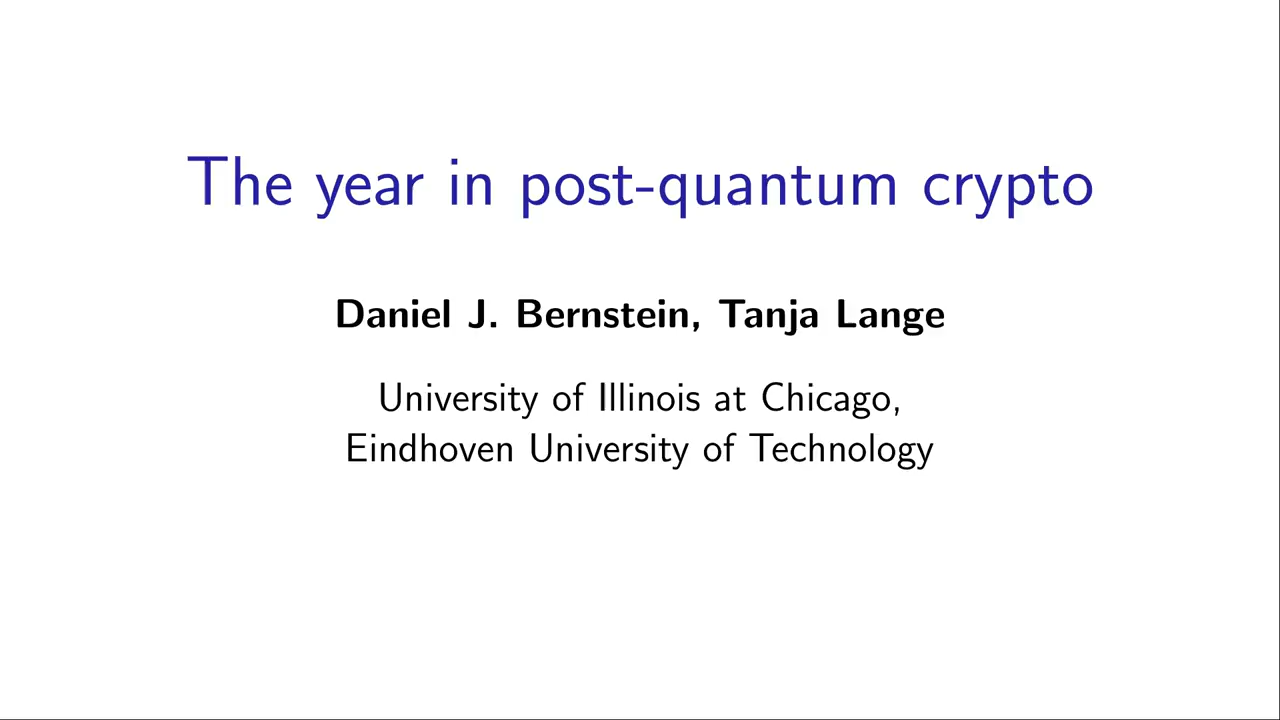 The year in post-quantum crypto
Daniel J. Bernstein, Tanja Lange
University of Illinois at Chicago,
Eindhoven University of Technology